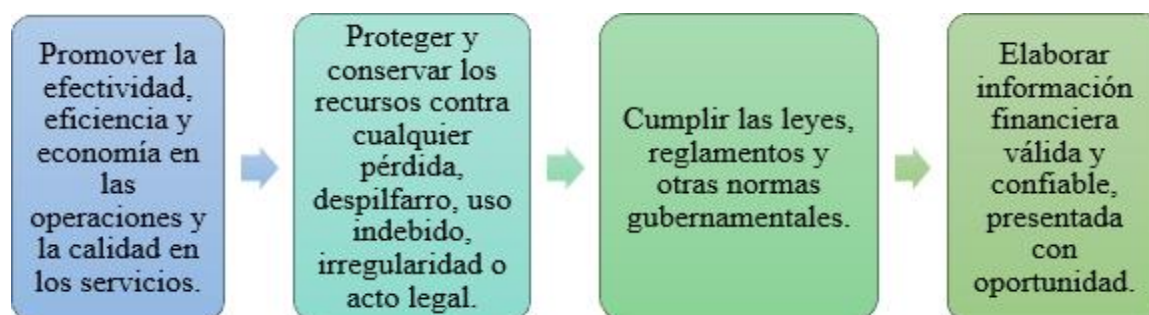 Promover la
efectividad,
eficiencia y
economía en
las
operaciones y
la calidad en
los servicios.
Proteger y
conservar los
recursos contra
cualquier
pérdida,
despilfarro, uso
indebido,
irregularidad o
acto legal.
Cumplir las leyes,
reglamentos y
otras normas
gubernamentales.
Elaborar
información
financiera
válida y
confiable,
presentada
con
oportunidad.